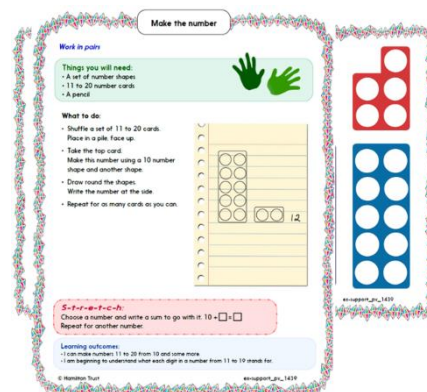 Make the number
Work in pairs
Things you will need:
• A set of number shapes
• 11 to 20 number cards
• A pencil
What to do:
• Shuffle a set of 11 to 20 cards.
Place in a pile. Face up.
• Take the top card.
Make this number using a 10 number
shape and another shape.
• Draw round the shapes.
Write the number at the side.
• Repeat for as many cards as you can.
12
S-t-r-e-t-c-h:
Choose a number and write a sum to go with it. 10 + □ = □
Repeat for another number.
Learning outcomes:
• I can make numbers 11 to 20 from 10 and some more
• I am beginning to understand what each digit in a number from 11 to 19 stands for.
© Hamilton Trust
es-support_pv_1439
es-support_pv_1439